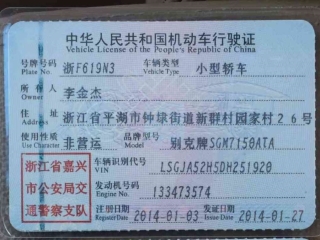 中华人民共和国机动车行驶证
Vehicle License of the People's Republic of China
号牌号码 浙F619N3 车辆类型 小型轿车
Plate No. Vehicle Type
所有人 李金杰
Owner
住址 浙江省平湖市钟埭街道新群村园家村26号
Address
使用性质 非营运 品牌型号 别克牌SGM7150ATA
Use Character Model
浙江省嘉兴
市公安局交
通警察支队
车辆识别代号 LSGJA52H5DH251920
VIN
发动机号码 133473574
Engine No.
注册日期 2014-01-03 发证日期 2014-01-27
Register Date Issue Date